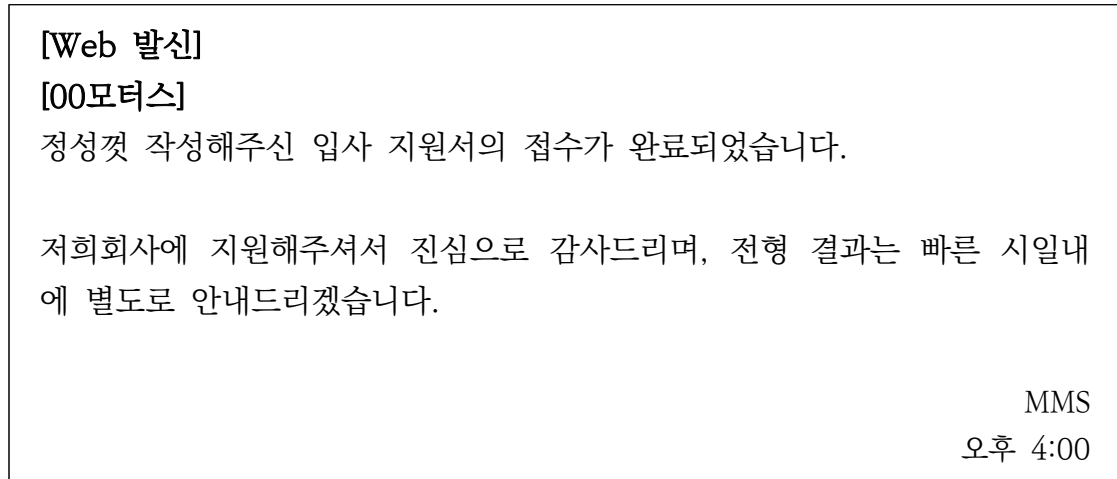 [Web 발신]
[00모터스]
정성껏 작성해주신 입사 지원서의 접수가 완료되었습니다.
저희회사에 지원해주셔서 진심으로 감사드리며, 전형 결과는 빠른 시일내
에 별도로 안내드리겠습니다.
MMS
오후 4:00